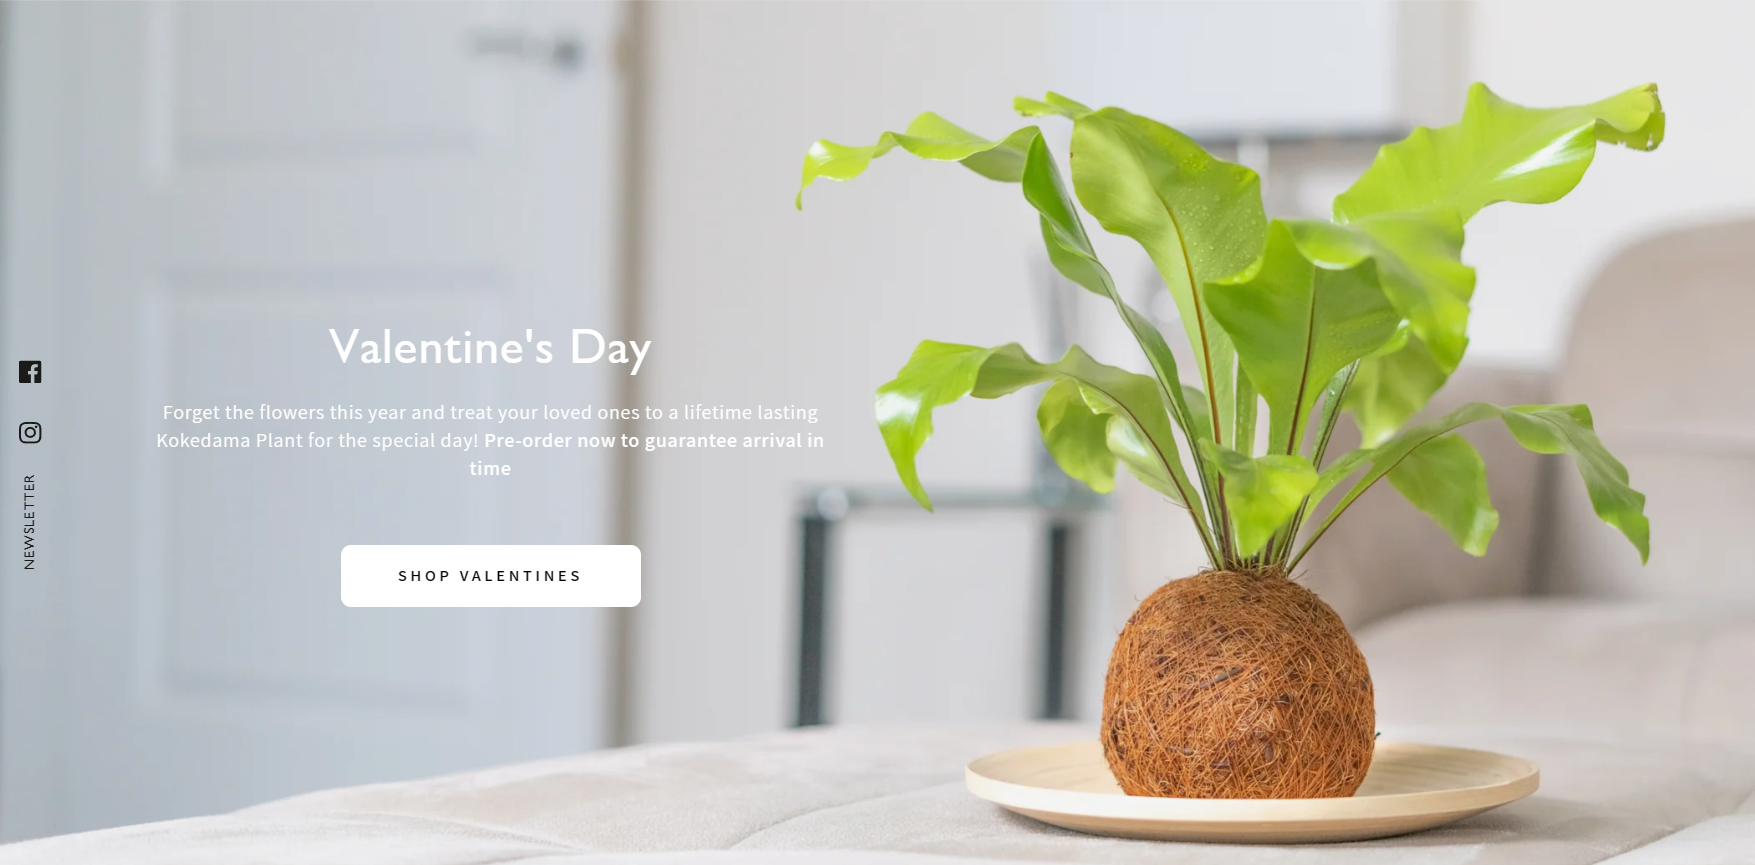 Valentine's Day
Forget the flowers this year and treat your loved ones to a lifetime lasting
Kokedama Plant for the special day! Pre-order now to guarantee arrival in
time
SHOP VALENTINES
NEWSLETTER